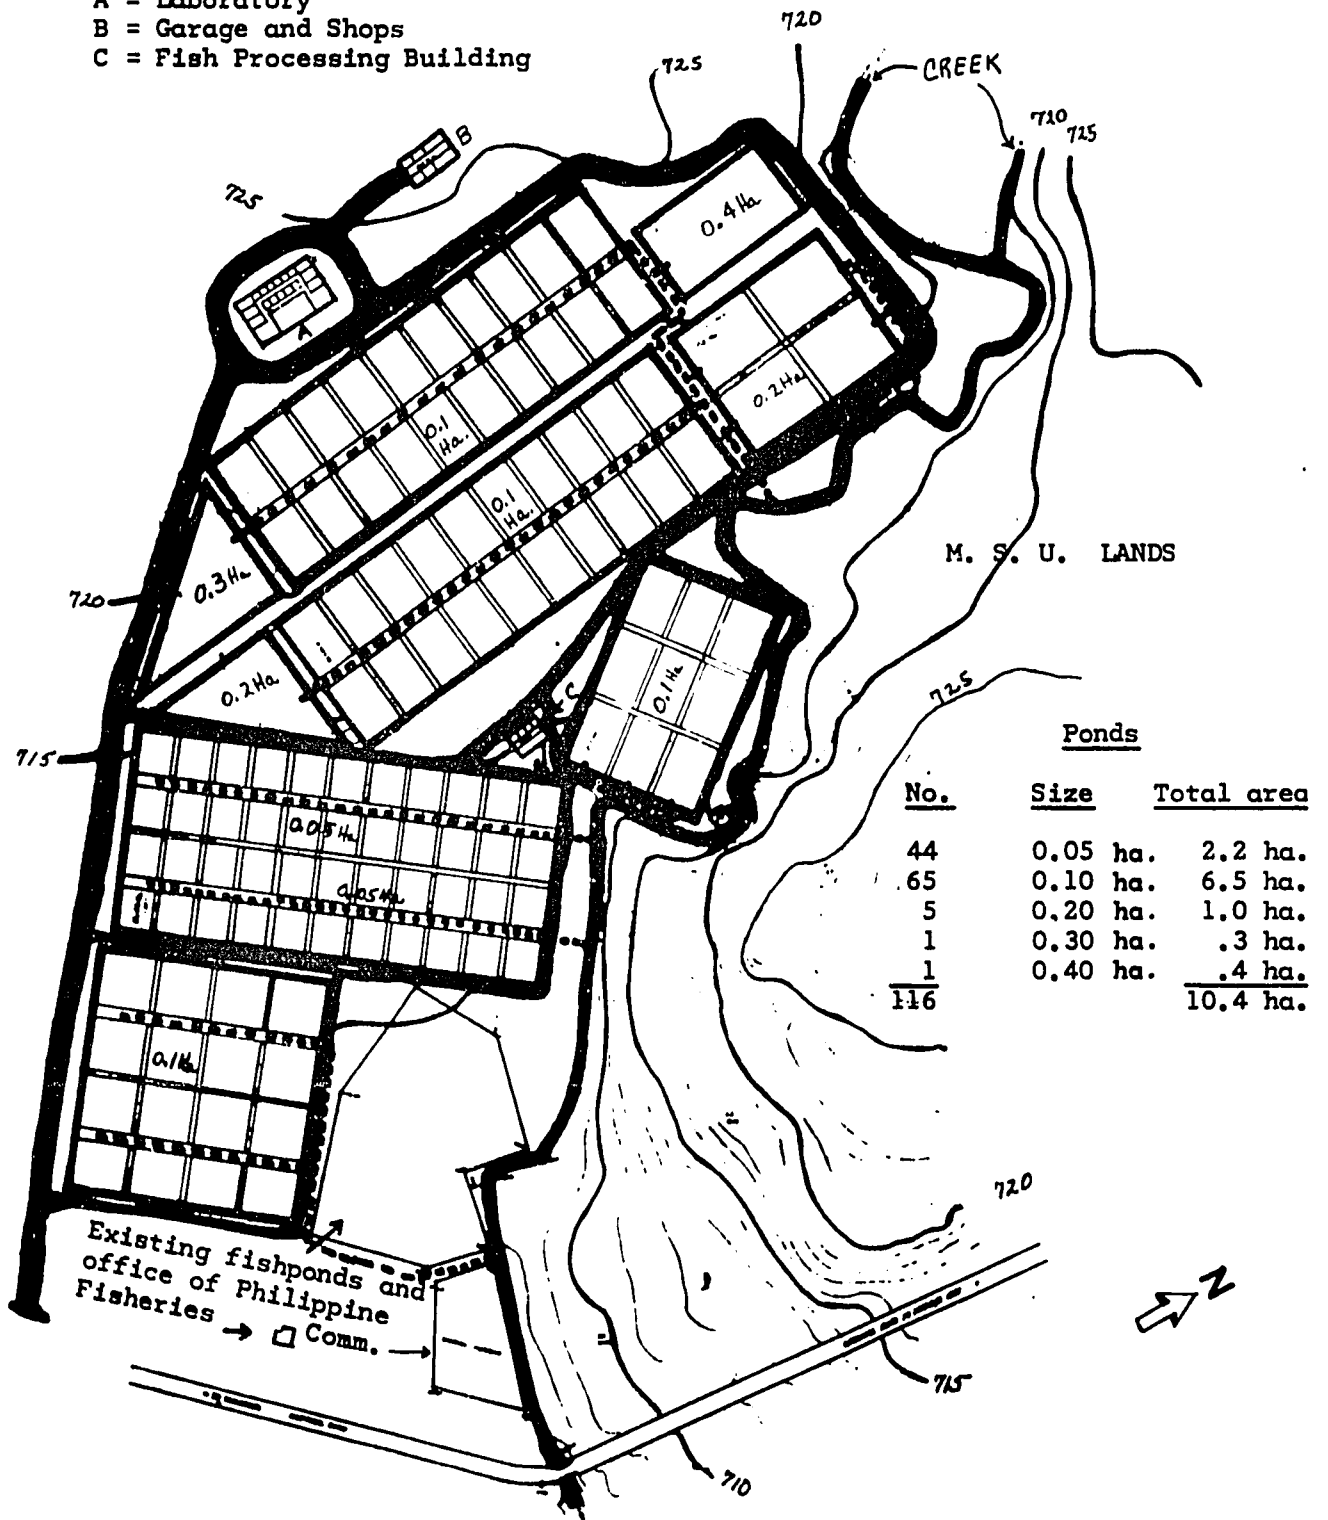 A = Laboratory
B = Garage and Shops
C = Fish Processing Building
720
725
CREEK
720
725
B
725
0.4 Ha
A
0.2 Ha
0.1
Ha.
0.1
Ha.
M. S. U. LANDS
0.3 Ha
720
0.1 Ha
0.2 Ha
C
725
715
Ponds
No. Size Total area
44 0.05 ha. 2.2 ha.
65 0.10 ha. 6.5 ha.
5 0.20 ha. 1.0 ha.
1 0.30 ha. .3 ha.
1 0.40 ha. .4 ha.
116 10.4 ha.
0.05 Ha
0.05 Ha
0.1 Ha
720
Existing fishponds and
office of Philippine
Fisheries → Comm. →
N
715
710